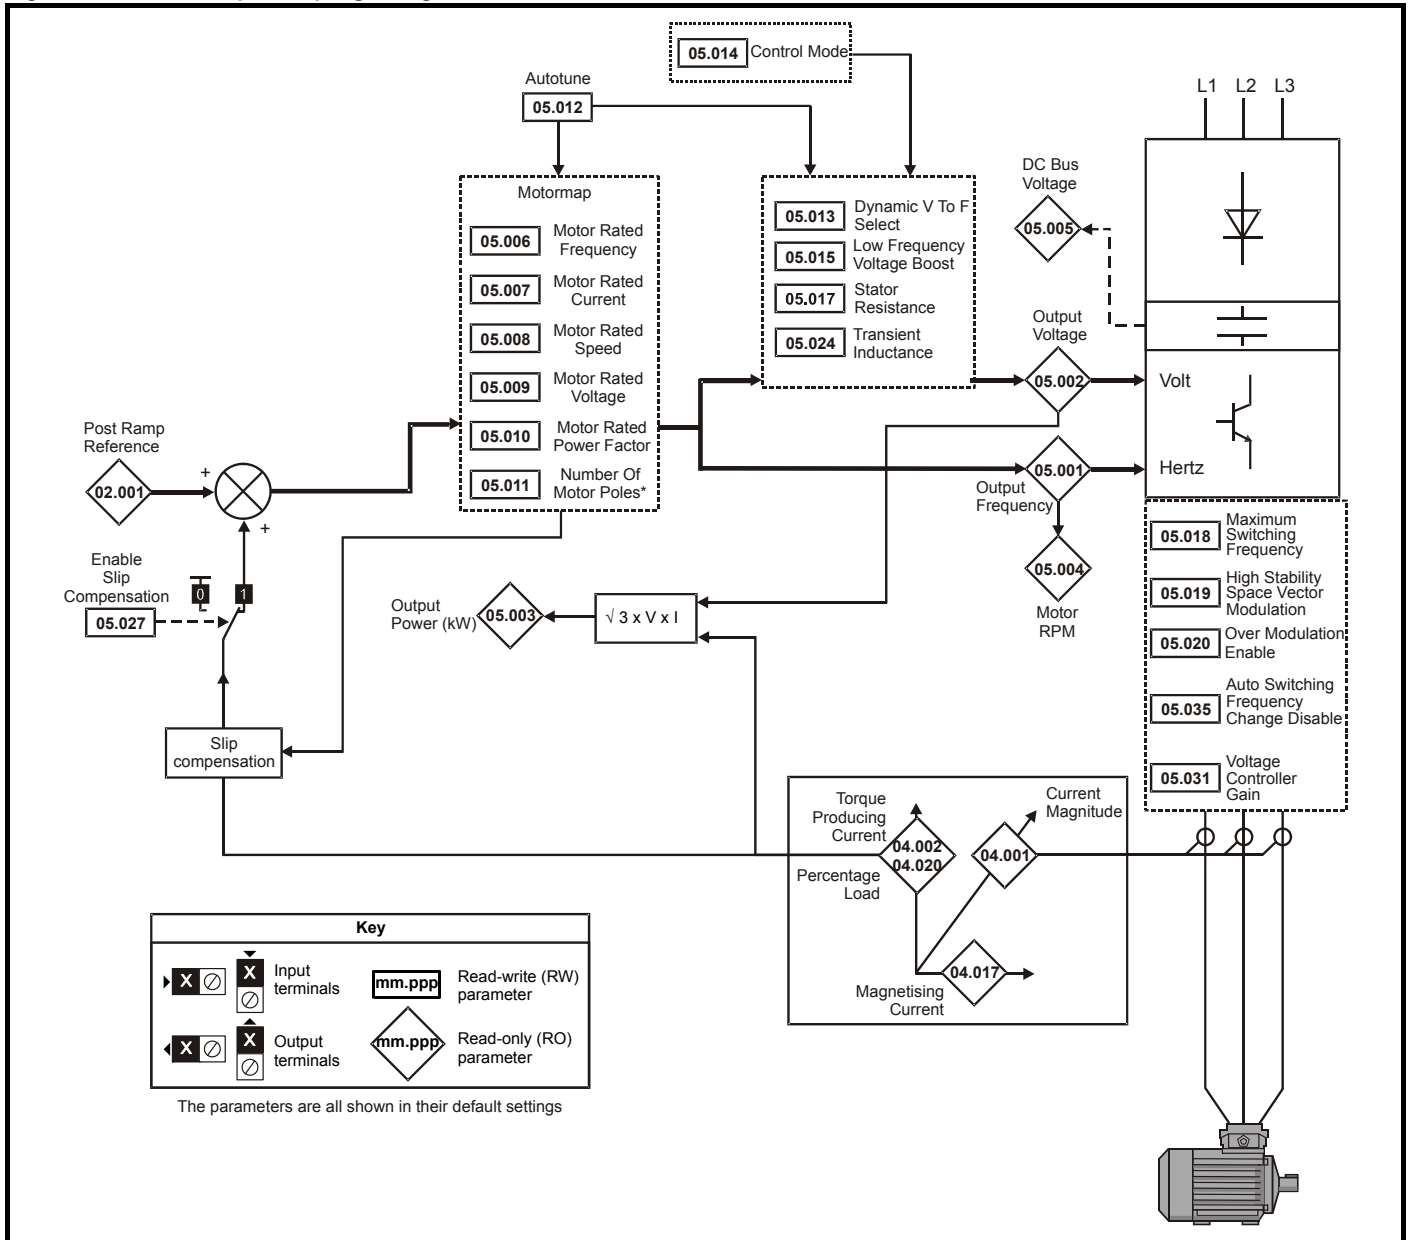 05.014 Control Mode
Autotune
05.012
L1 L2 L3
DC Bus
Voltage
05.005
Motormap
05.006 Motor Rated
Frequency
05.007 Motor Rated
Current
05.008 Motor Rated
Speed
05.009 Motor Rated
Voltage
05.010 Motor Rated
Power Factor
05.011 Number Of
Motor Poles*
05.013 Dynamic V To F
Select
05.015 Low Frequency
Voltage Boost
05.017 Stator
Resistance
05.024 Transient
Inductance
Output
Voltage
05.002
Volt
Post Ramp
Reference
02.001
+
+
05.001
Output
Frequency
Hertz
05.004
Motor
RPM
Enable
Slip
Compensation
05.027
0 1
Output
Power (kW)
05.003
√ 3 x V x I
05.018 Maximum
Switching
Frequency
05.019 High Stability
Space Vector
Modulation
05.020 Over Modulation
Enable
05.035 Auto Switching
Frequency
Change Disable
05.031 Voltage
Controller
Gain
Slip
compensation
Torque
Producing
Current
04.002
04.020
Percentage
Load
Current
Magnitude
04.001
04.017
Magnetising
Current
Key
X X Input
terminals
mm.ppp Read-write (RW)
parameter
X X Output
terminals
mm.ppp Read-only (RO)
parameter
The parameters are all shown in their default settings